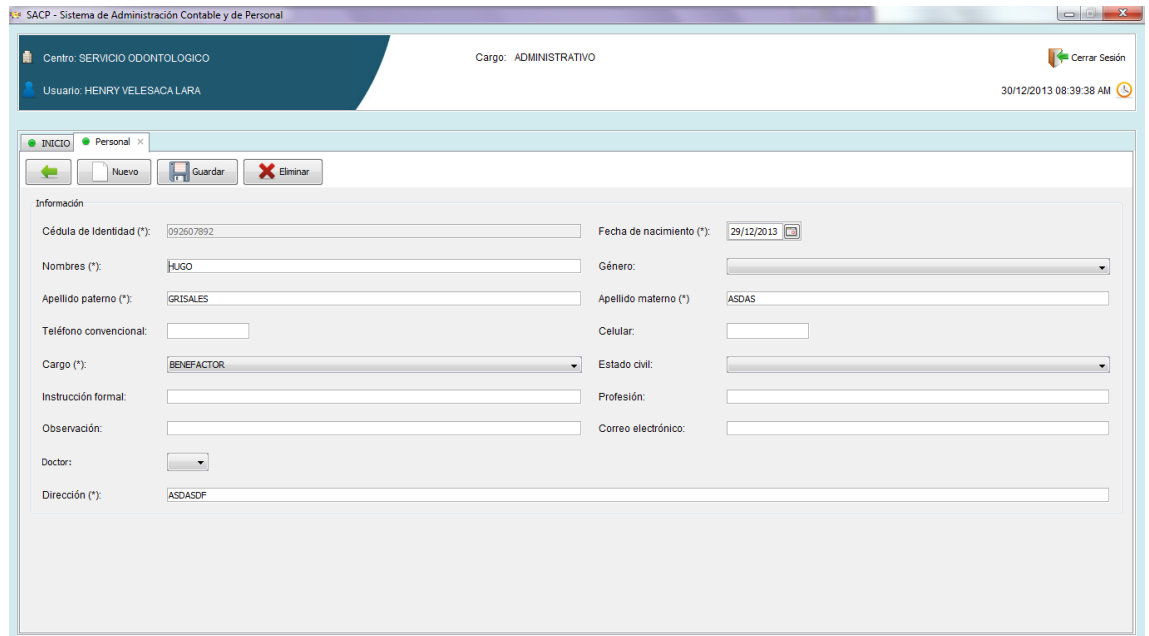 SACP - Sistema de Administración Contable y de Personal
Centro: SERVICIO ODONTOLOGICO
Cargo: ADMINISTRATIVO
Cerrar Sesión
Usuario: HENRY VELESACA LARA
30/12/2013 08:39:38 AM
INICIO
Personal
Nuevo
Guardar
Eliminar
Información
Cédula de Identidad (*): 092607892 Fecha de nacimiento (*): 29/12/2013
Nombres (*): HUGO Género:
Apellido paterno (*): GRISALES Apellido materno (*) ASDAS
Teléfono convencional: Celular:
Cargo (*): BENEFACTOR Estado civil:
Instrucción formal: Profesión:
Observación: Correo electrónico:
Doctor:
Dirección (*): ASDASDF